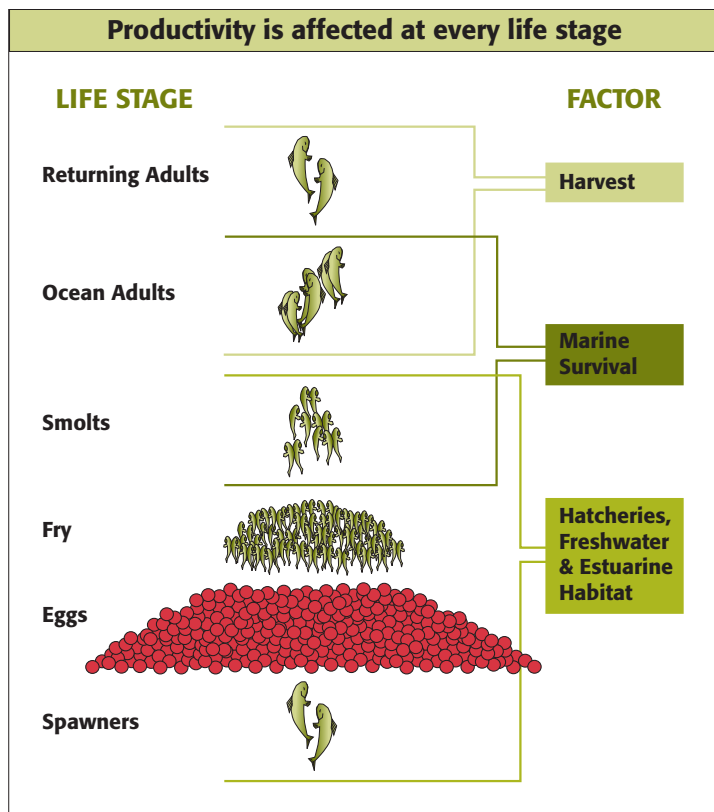 Productivity is affected at every life stage
LIFE STAGE
FACTOR
Returning Adults
Harvest
Ocean Adults
Marine
Survival
Smolts
Fry
Hatcheries,
Freshwater
& Estuarine
Habitat
Eggs
Spawners